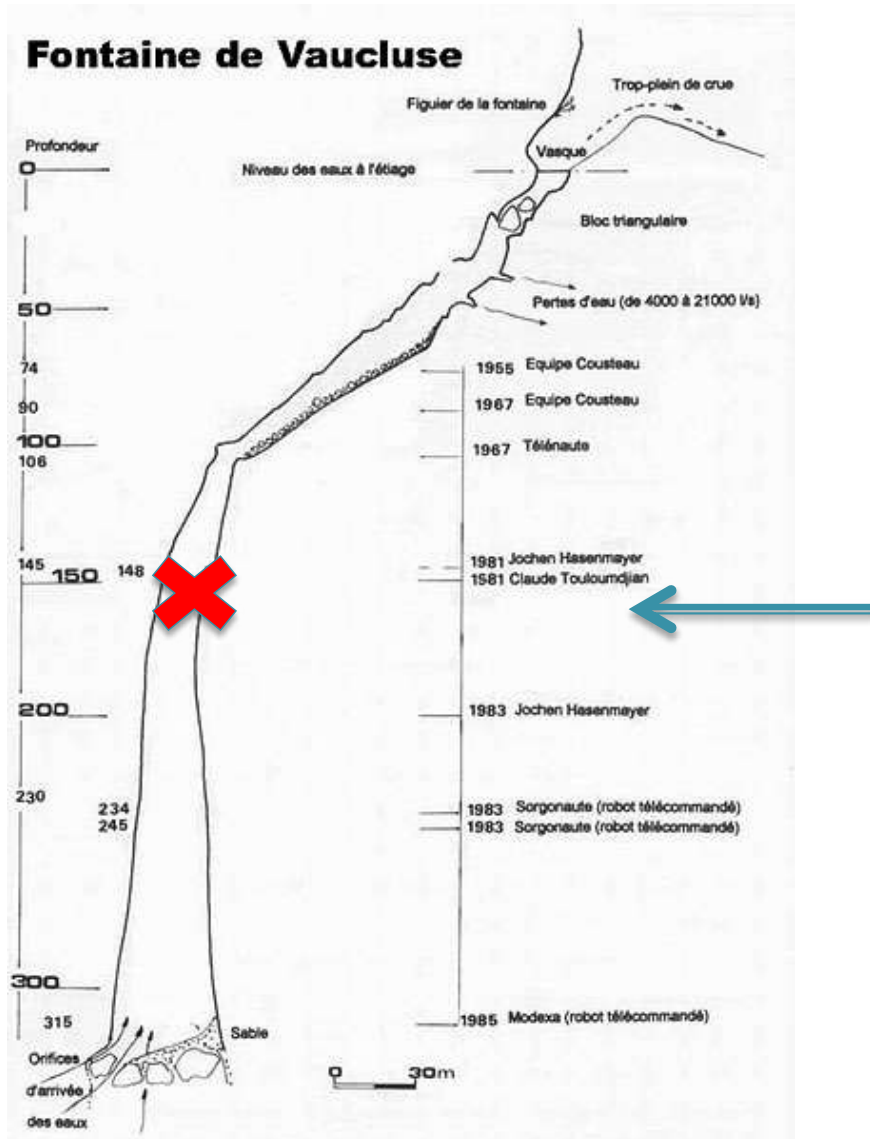 Fontaine de Vaucluse
Trop-plein de crue
Figuier de la fontaine
Profondeur
Vasque
0
Niveau des eaux à l'étiage
Bloc triangulaire
50
Pertes d'eau (de 4000 à 21000 l/s)
74
1955 Equipe Cousteau
90
1967 Equipe Cousteau
100
106
1967 Télénaute
145
1981 Jochen Hasenmayer
150
148
1581 Claude Touloumdjian
200
1983 Jochen Hasenmayer
230
234
1983 Sorgonaute (robot télécommandé)
245
1983 Sorgonaute (robot télécommandé)
300
315
1985 Modexa (robot télécommandé)
Sable
Orifices
d'arrivée
des eaux
0 30m